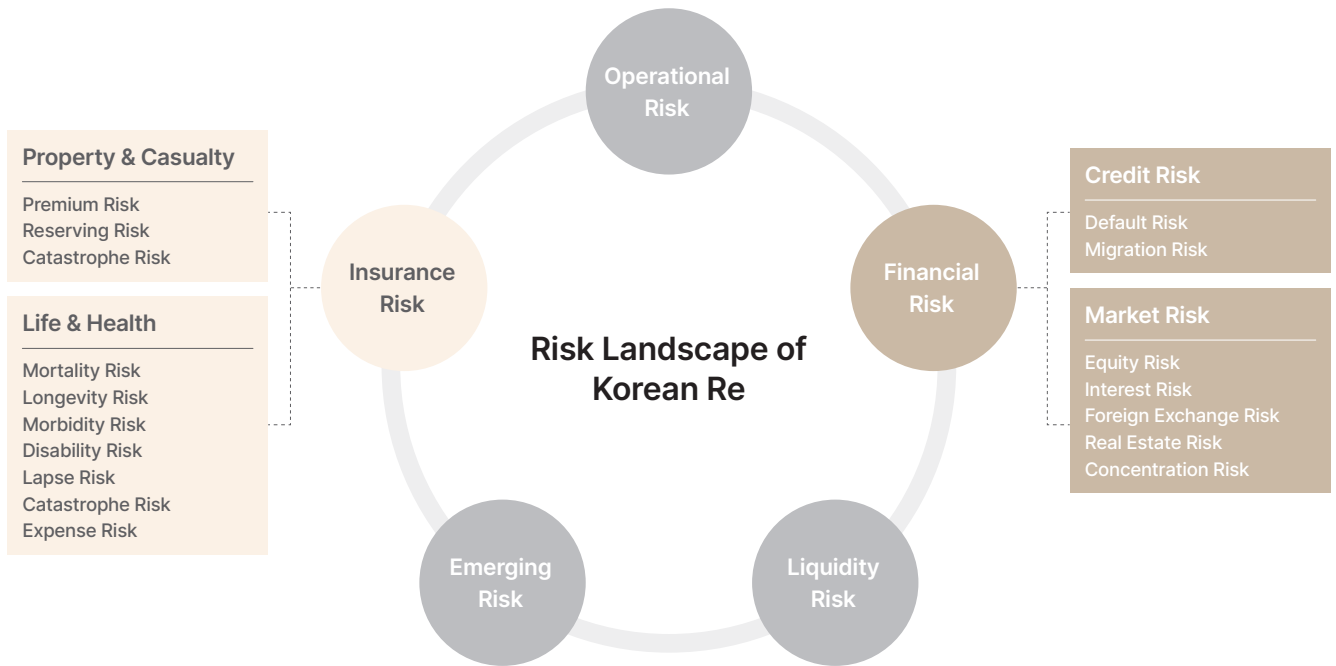 Operational
Risk
Property & Casualty
Premium Risk
Reserving Risk
Catastrophe Risk
Life & Health
Mortality Risk
Longevity Risk
Morbidity Risk
Disability Risk
Lapse Risk
Catastrophe Risk
Expense Risk
Insurance
Risk
Risk Landscape of
Korean Re
Financial
Risk
Credit Risk
Default Risk
Migration Risk
Market Risk
Equity Risk
Interest Risk
Foreign Exchange Risk
Real Estate Risk
Concentration Risk
Emerging
Risk
Liquidity
Risk